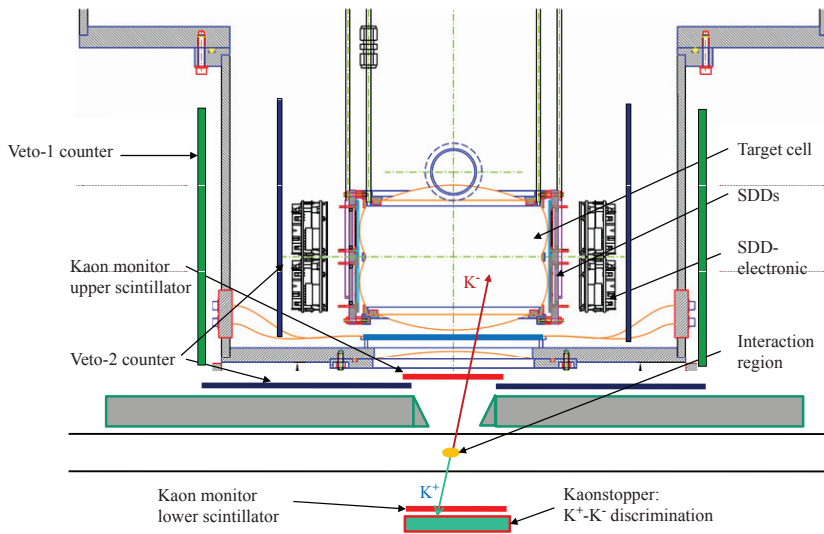 Veto-1 counter
Target cell
SDDs
SDD-
electronic
Kaon monitor
upper scintillator
K-
Veto-2 counter
Interaction
region
K+
Kaon monitor
lower scintillator
Kaonstopper:
K+-K- discrimination